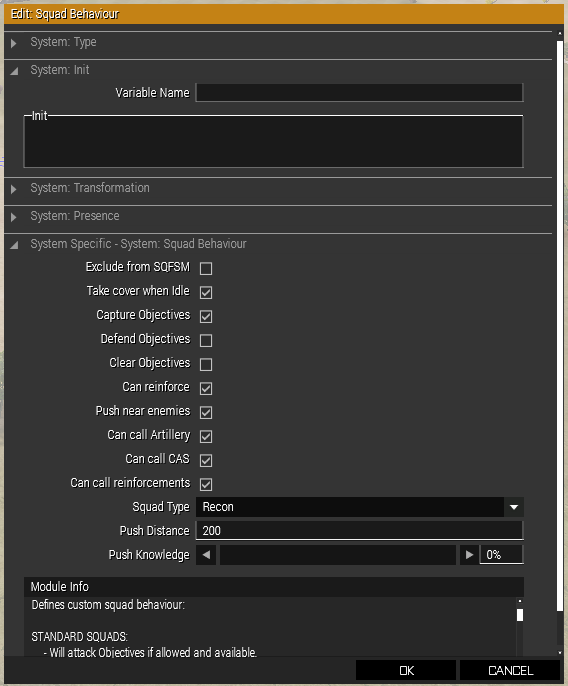 Edit: Squad Behaviour
System: Type
System: Init
Variable Name
Init
System: Transformation
System: Presence
System Specific - System: Squad Behaviour
Exclude from SQFSM
Take cover when Idle
Capture Objectives
Defend Objectives
Clear Objectives
Can reinforce
Push near enemies
Can call Artillery
Can call CAS
Can call reinforcements
Squad Type Recon
Push Distance 200
Push Knowledge 0%
Module Info
Defines custom squad behaviour:
STANDARD SQUADS:
- Will attack Objectives if allowed and available.
OK CANCEL